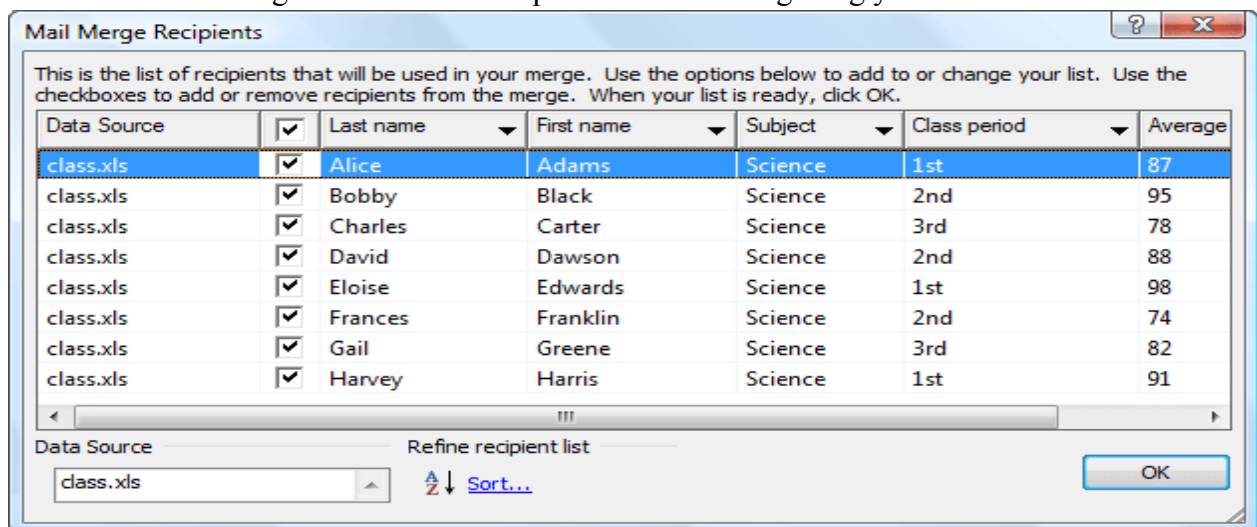 Mail Merge Recipients
This is the list of recipients that will be used in your merge. Use the options below to add to or change your list. Use the
checkboxes to add or remove recipients from the merge. When your list is ready, click OK.
Data Source Last name First name Subject Class period Average
class.xls Alice Adams Science 1st 87
class.xls Bobby Black Science 2nd 95
class.xls Charles Carter Science 3rd 78
class.xls David Dawson Science 2nd 88
class.xls Eloise Edwards Science 1st 98
class.xls Frances Franklin Science 2nd 74
class.xls Gail Greene Science 3rd 82
class.xls Harvey Harris Science 1st 91
Data Source Refine recipient list
class.xls Sort... OK